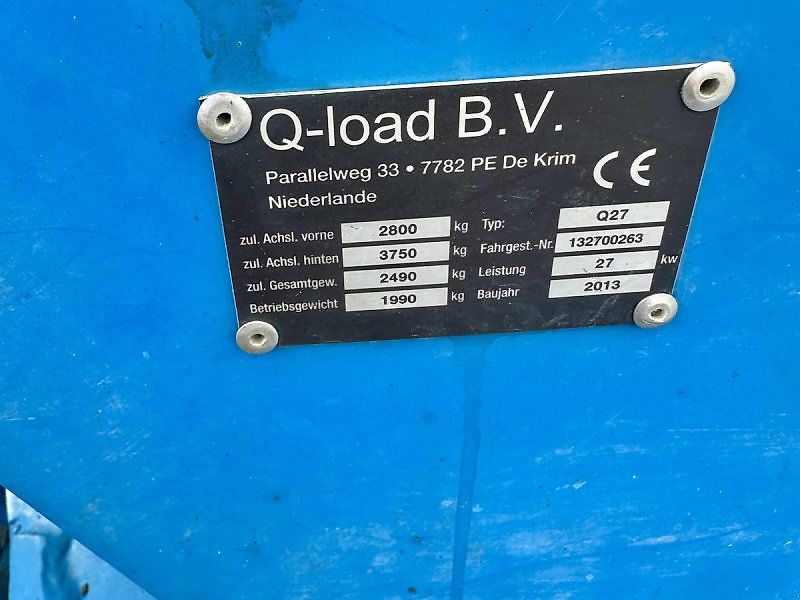 Q-load B.V.
Parallelweg 33 • 7782 PE De Krim
Niederlande
CE
zul. Achsl. vorne 2800 kg Typ: Q27
zul. Achsl. hinten 3750 kg Fahrgest.-Nr. 132700263
zul. Gesamtgew. 2490 kg Leistung 27 kw
Betriebsgewicht 1990 kg Baujahr 2013